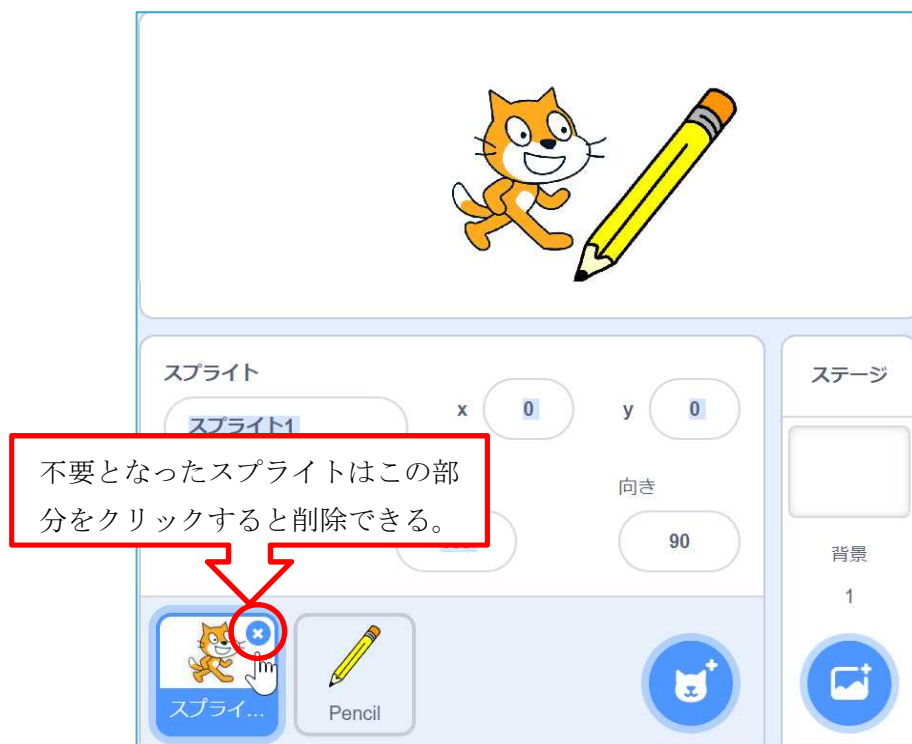 スプライト
ステージ
スプライト1
x
0
y
0
不要となったスプライトはこの部
分をクリックすると削除できる。
向き
90
背景
1
スプライ...
Pencil